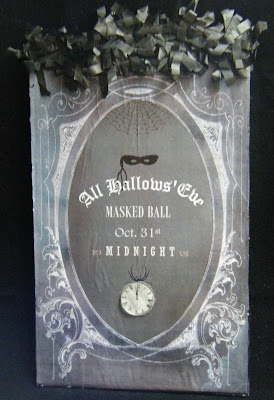 All Hallows' Eve
MASKED BALL
Oct. 31st
MIDNIGHT